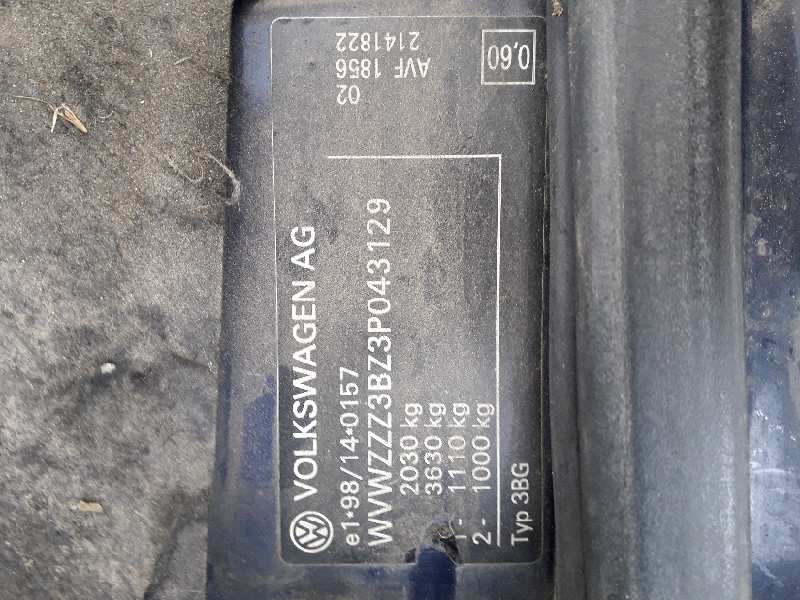 VOLKSWAGEN AG
e1*98/14*0157
WVWZZZ3BZ3P043129
2030 kg
3630 kg
1 - 1110 kg
2 - 1000 kg
Typ 3BG
02
AVF 1856
2141822
0,60